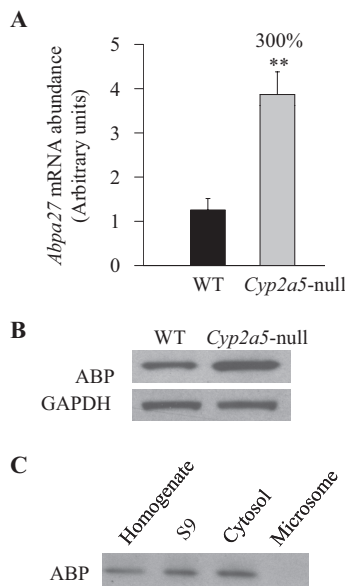 A
Abpa27 mRNA abundance
(Arbitrary units)
5
4
3
2
1
0
300%
**
WT Cyp2a5-null
B
WT Cyp2a5-null
ABP
GAPDH
C
Homogenate
S9
Cytosol
Microsome
ABP